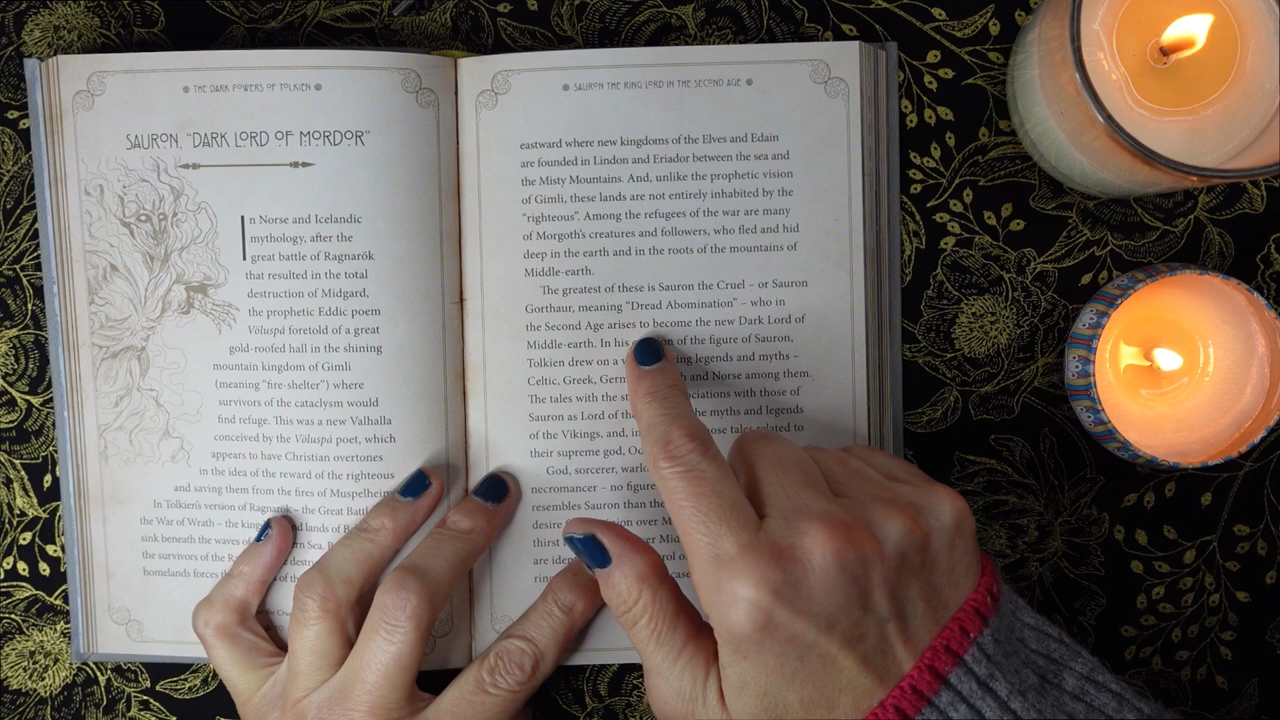 THE DARK POWERS OF TOLKIEN
SAURON, "DARK LORD OF MORDOR"
In Norse and Icelandic
mythology, after the
great battle of Ragnarök
that resulted in the total
destruction of Midgard,
the prophetic Eddic poem
Völuspá foretold of a great
gold-roofed hall in the shining
mountain kingdom of Gimli
(meaning "fire-shelter") where
survivors of the cataclysm would
find refuge. This was a new Valhalla
conceived by the Völuspá poet, which
appears to have Christian overtones
in the idea of the reward of the righteous
and saving them from the fires of Muspelheim
In Tolkien's version of Ragnarök – the Great
the War of Wrath – the lands of
sink beneath the waves of Sea.
the survivors of the
homelands forces of the
SAURON THE RING LORD IN THE SECOND AGE
eastward where new kingdoms of the Elves and Edain
are founded in Lindon and Eriador between the sea and
the Misty Mountains. And, unlike the prophetic vision
of Gimli, these lands are not entirely inhabited by the
"righteous". Among the refugees of the war are many
of Morgoth's creatures and followers, who fled and hid
deep in the earth and in the roots of the mountains of
Middle-earth.
The greatest of these is Sauron the Cruel – or Sauron
Gorthaur, meaning "Dread Abomination" – who in
the Second Age arises to become the new Dark Lord of
Middle-earth. In his of the figure of Sauron,
Tolkien drew on a legends and myths –
Celtic, Greek, and Norse among them.
The tales with the with those of
Sauron as Lord of the the myths and legends
of the Vikings, and, those tales related to
their supreme god,
God, sorcerer,
necromancer – no figure
resembles Sauron than the
desire over
thirst over
are